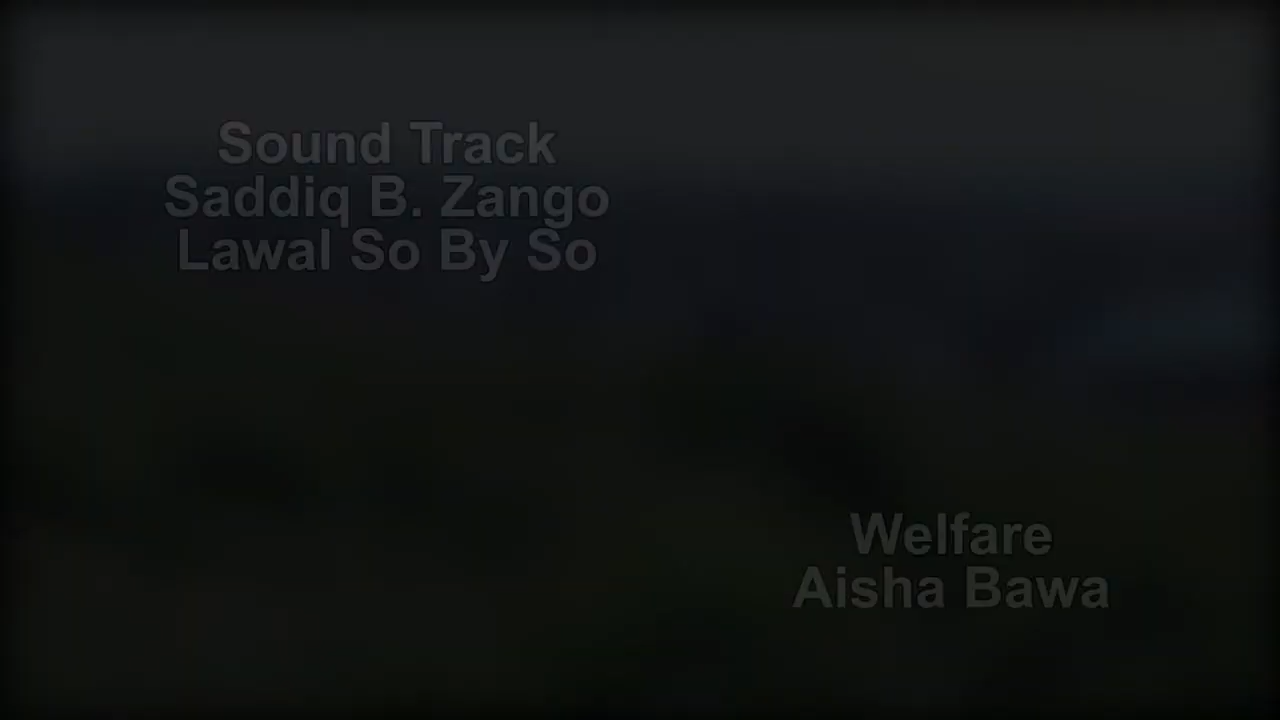 Sound Track
Saddiq B. Zango
Lawal So By So
Welfare
Aisha Bawa